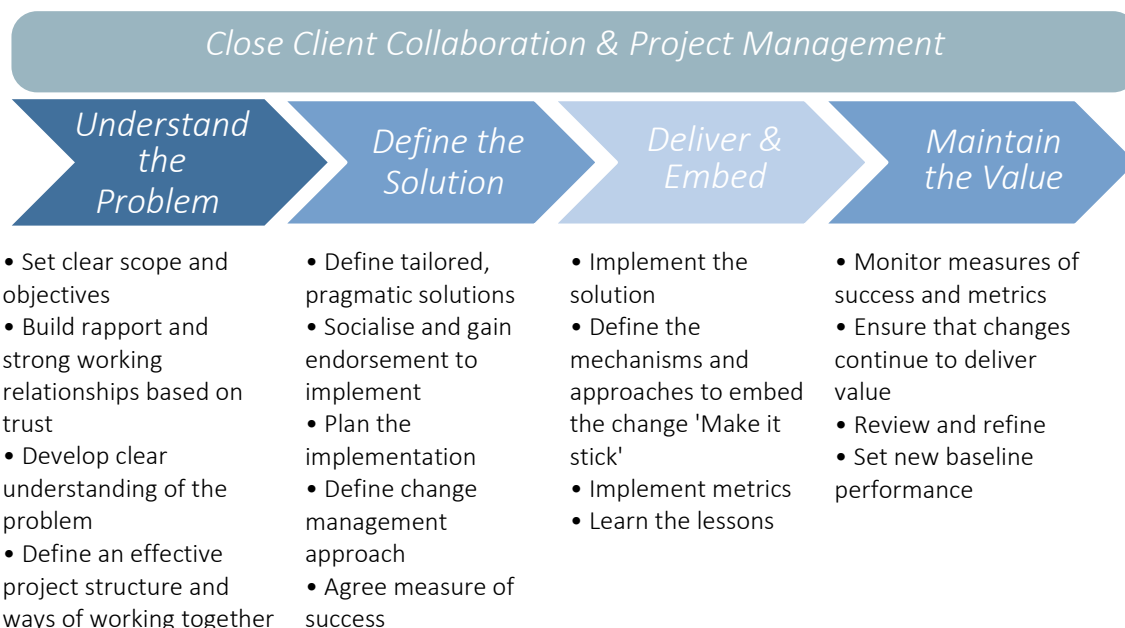 Close Client Collaboration & Project Management
Understand
the
Problem
Define the
Solution
Deliver &
Embed
Maintain
the Value
• Set clear scope and
objectives
• Build rapport and
strong working
relationships based on
trust
• Develop clear
understanding of the
problem
• Define an effective
project structure and
ways of working together
• Define tailored,
pragmatic solutions
• Socialise and gain
endorsement to
implement
• Plan the
implementation
• Define change
management
approach
• Agree measure of
success
• Implement the
solution
• Define the
mechanisms and
approaches to embed
the change 'Make it
stick'
• Implement metrics
• Learn the lessons
• Monitor measures of
success and metrics
• Ensure that changes
continue to deliver
value
• Review and refine
• Set new baseline
performance